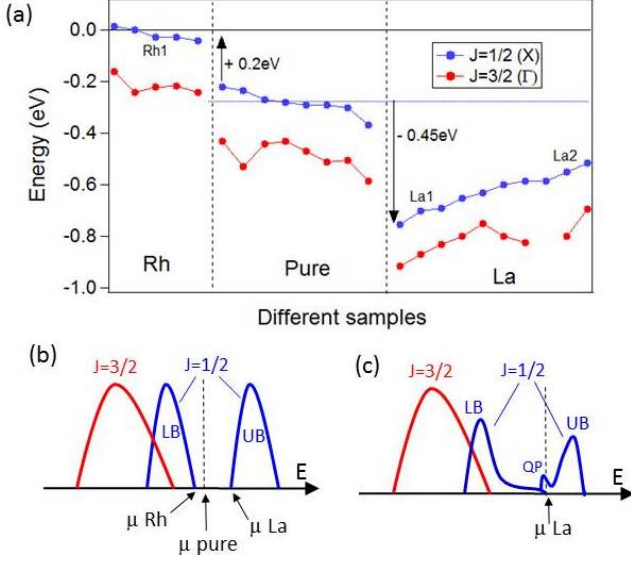 (a)
0.0
-0.2
-0.4
-0.6
-0.8
-1.0
Energy (eV)
Rh1
+ 0.2eV
J=1/2 (X)
J=3/2 (Γ)
- 0.45eV
La1
La2
Rh
Pure
La
Different samples
(b)
J=3/2
J=1/2
LB
UB
E
μ Rh
μ pure
μ La
(c)
J=3/2
J=1/2
LB
UB
QP
E
μ La